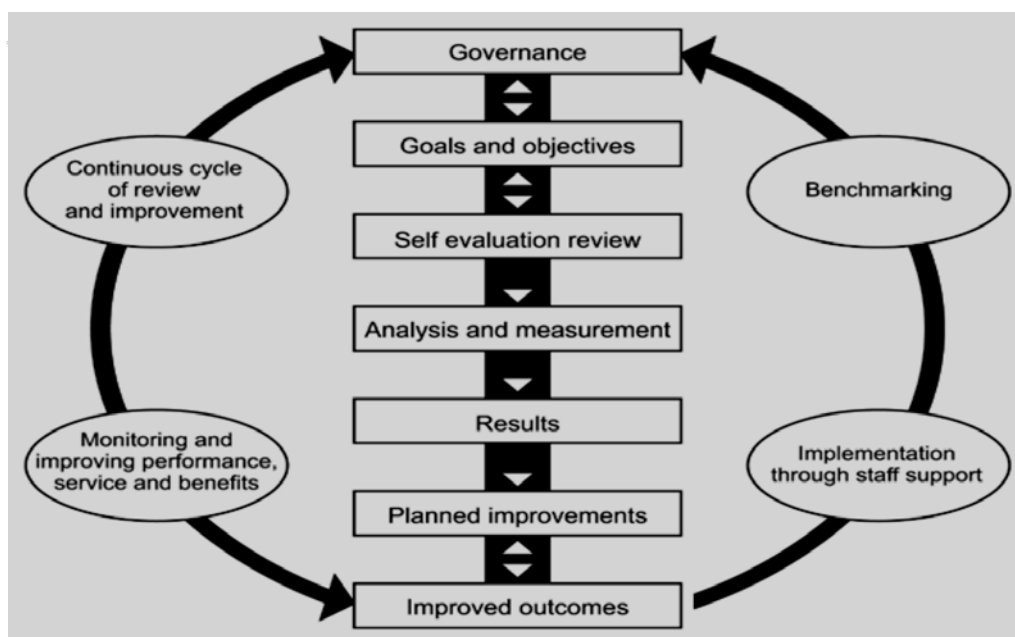 Governance
Goals and objectives
Self evaluation review
Analysis and measurement
Results
Planned improvements
Improved outcomes
Continuous cycle
of review
and improvement
Monitoring and
improving performance,
service and benefits
Benchmarking
Implementation
through staff support